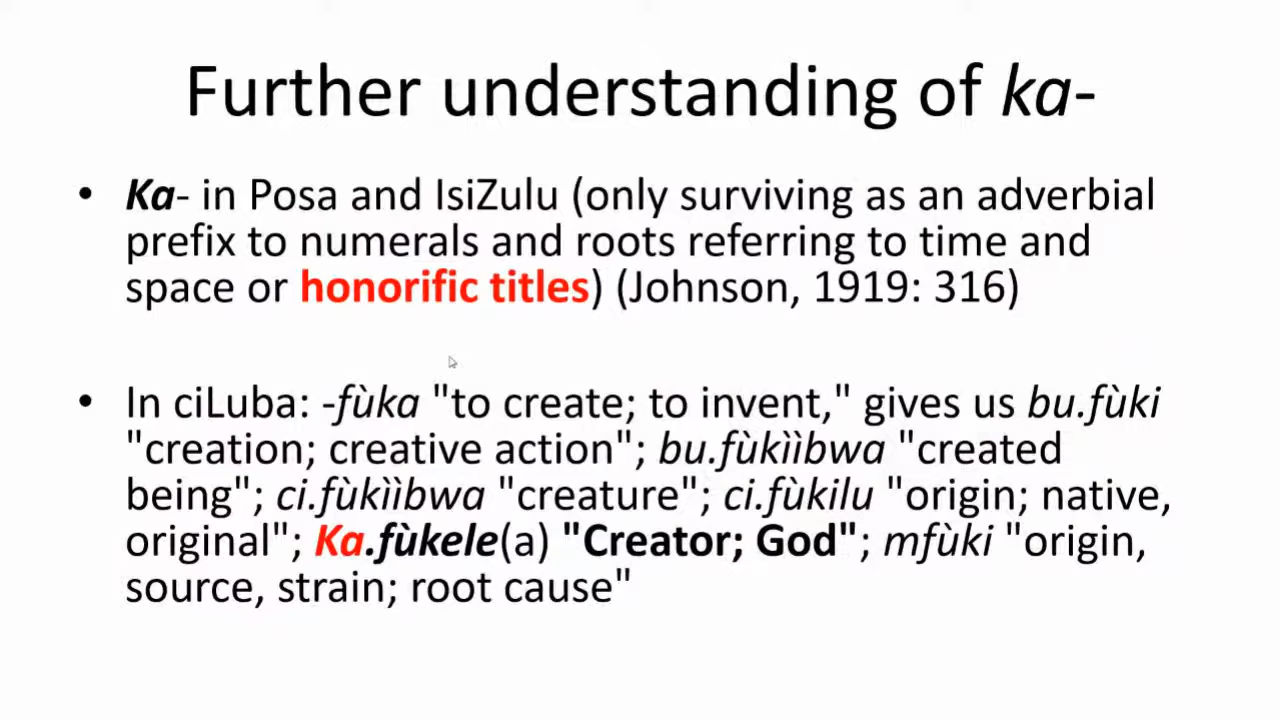 Further understanding of ka-
• Ka- in Posa and IsiZulu (only surviving as an adverbial
prefix to numerals and roots referring to time and
space or honorific titles) (Johnson, 1919: 316)
• In ciLuba: -fùka "to create; to invent," gives us bu.fùki
"creation; creative action"; bu.fùkììbwa "created
being"; ci.fùkììbwa "creature"; ci.fùkilu "origin; native,
original"; Ka.fùkele(a) "Creator; God"; mfùki "origin,
source, strain; root cause"